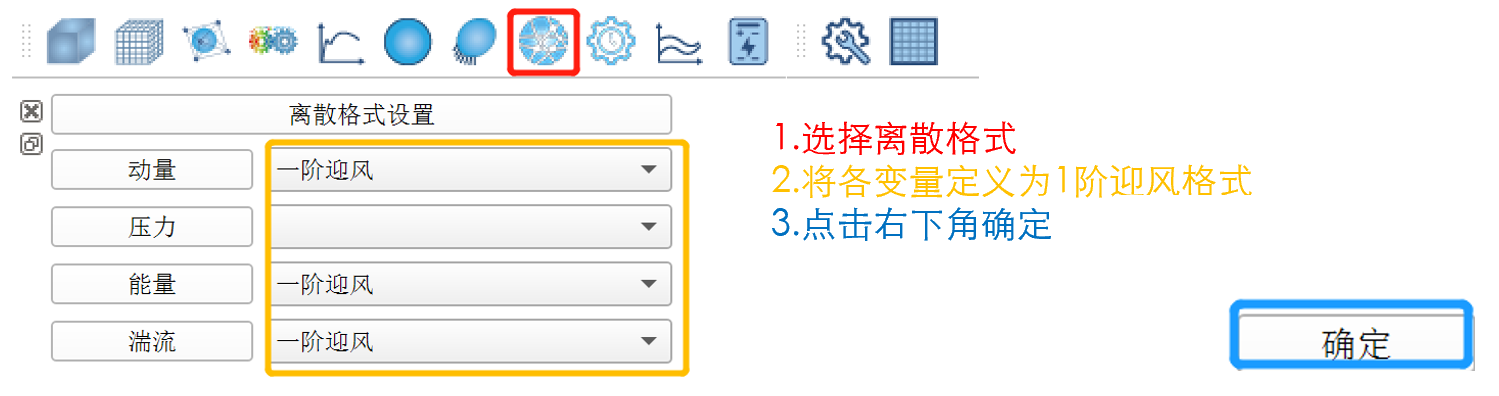 离散格式设置
动量 一阶迎风
压力
能量 一阶迎风
湍流 一阶迎风
1.选择离散格式
2.将各变量定义为1阶迎风格式
3.点击右下角确定
确定